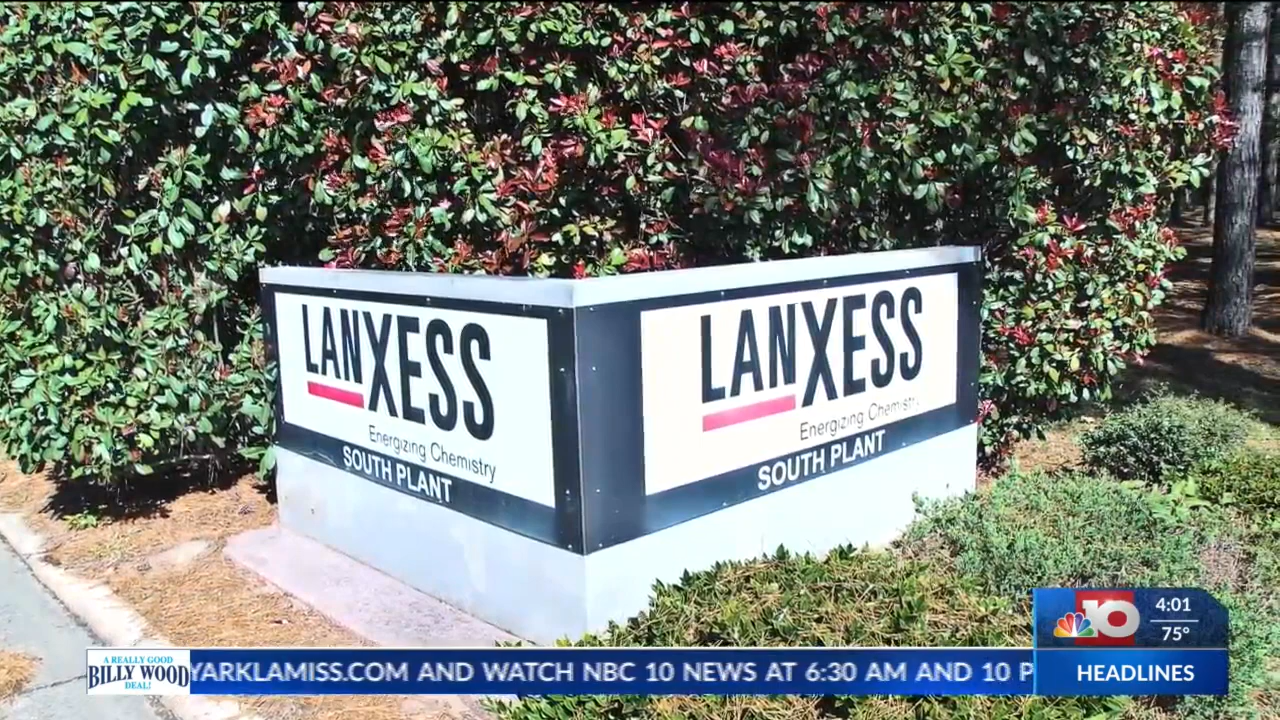 LANXESS
Energizing Chemistry
SOUTH PLANT
LANXESS
Energizing Chemistry
SOUTH PLANT
10
4:01
75°
A REALLY GOOD
BILLY WOOD
DEAL!
YARKLAMISS.COM AND WATCH NBC 10 NEWS AT 6:30 AM AND 10 P
HEADLINES